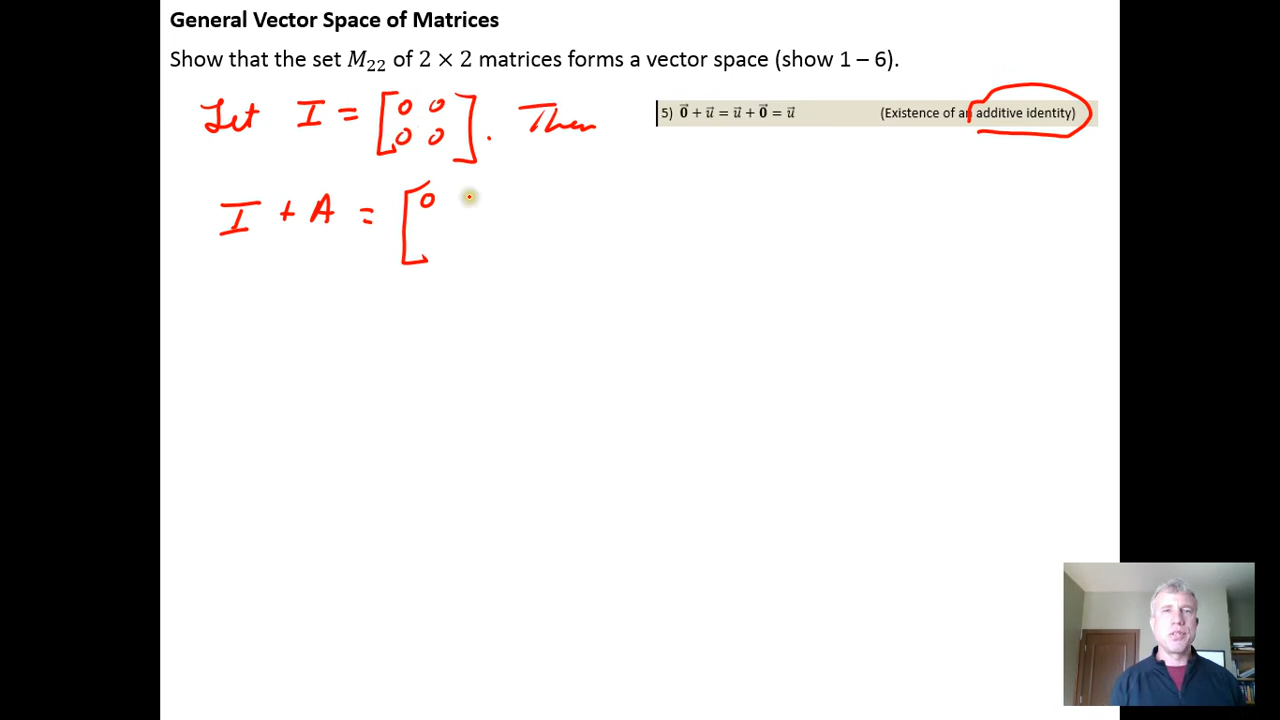 General Vector Space of Matrices
Show that the set M₂₂ of 2 × 2 matrices forms a vector space (show 1 – 6).
Let I = [0 0; 0 0]. Then
5) 0⃗ + u⃗ = u⃗ + 0⃗ = u⃗ (Existence of an additive identity)
I + A = [0